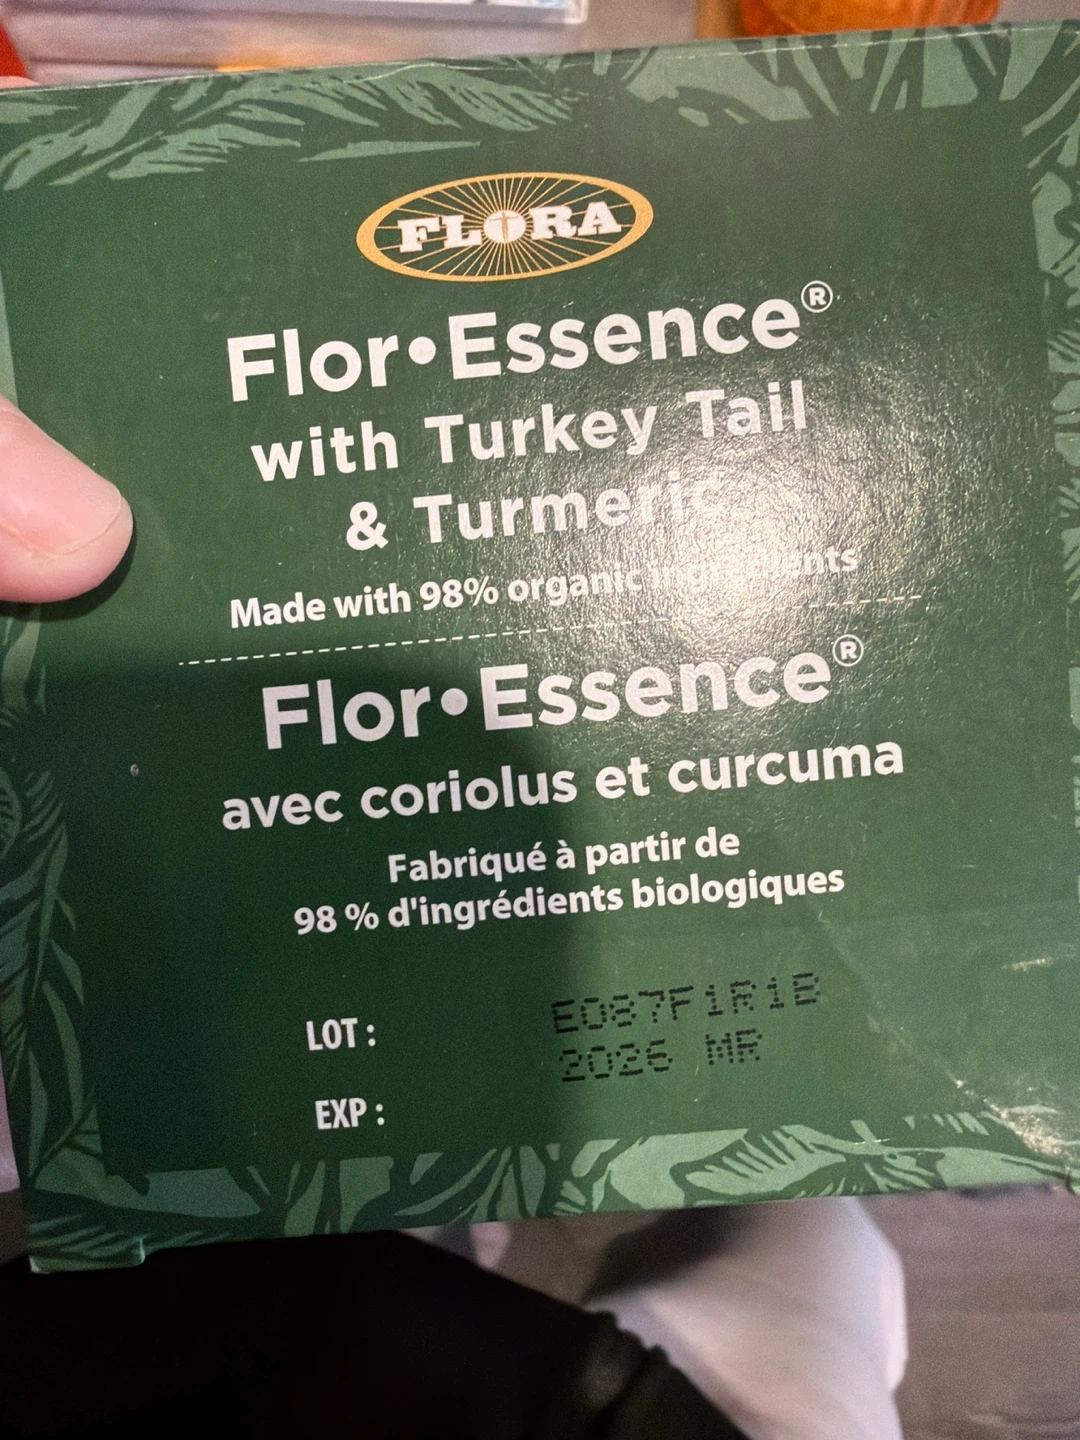 FLORA
Flor•Essence®
with Turkey Tail
& Turmeric
Made with 98% organic ingredients
Flor•Essence®
avec coriolus et curcuma
Fabriqué à partir de
98 % d'ingrédients biologiques
LOT : E087F1R1B
2026 MR
EXP :